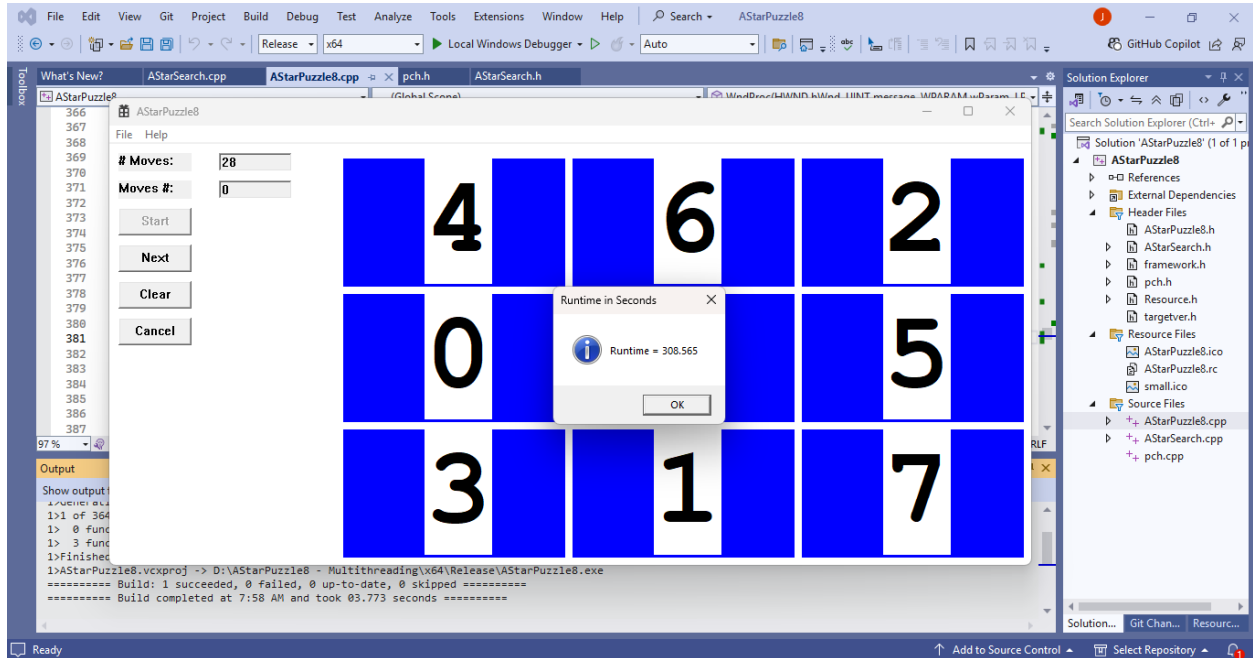 File Edit View Git Project Build Debug Test Analyze Tools Extensions Window Help Search AStarPuzzle8
J
Release x64 Local Windows Debugger Auto GitHub Copilot
Toolbox
What's New? AStarSearch.cpp AStarPuzzle8.cpp pch.h AStarSearch.h
Solution Explorer
AStarPuzzle8 (Global Scope) WndProc(HWND hWnd, UINT message, WPARAM wParam, LF
366
367
368
369
370
371
372
373
374
375
376
377
378
379
380
381
382
383
384
385
386
387
97 %
RLF
AStarPuzzle8
File Help
# Moves: 28
Moves #: 0
Start
Next
Clear
Cancel
4 6 2
0 5
3 1 7
Runtime in Seconds
Runtime = 308.565
OK
Search Solution Explorer (Ctrl+
Solution 'AStarPuzzle8' (1 of 1 pr
AStarPuzzle8
References
External Dependencies
Header Files
AStarPuzzle8.h
AStarSearch.h
framework.h
pch.h
Resource.h
targetver.h
Resource Files
AStarPuzzle8.ico
AStarPuzzle8.rc
small.ico
Source Files
AStarPuzzle8.cpp
AStarSearch.cpp
pch.cpp
Output
Show output
1>1 of 364
1> 0 func
1> 3 func
1>Finished
1>AStarPuzzle8.vcxproj -> D:\AStarPuzzle8 - Multithreading\x64\Release\AStarPuzzle8.exe
========== Build: 1 succeeded, 0 failed, 0 up-to-date, 0 skipped ==========
========== Build completed at 7:58 AM and took 03.773 seconds ==========
Solution... Git Chan... Resourc...
Ready Add to Source Control Select Repository 1